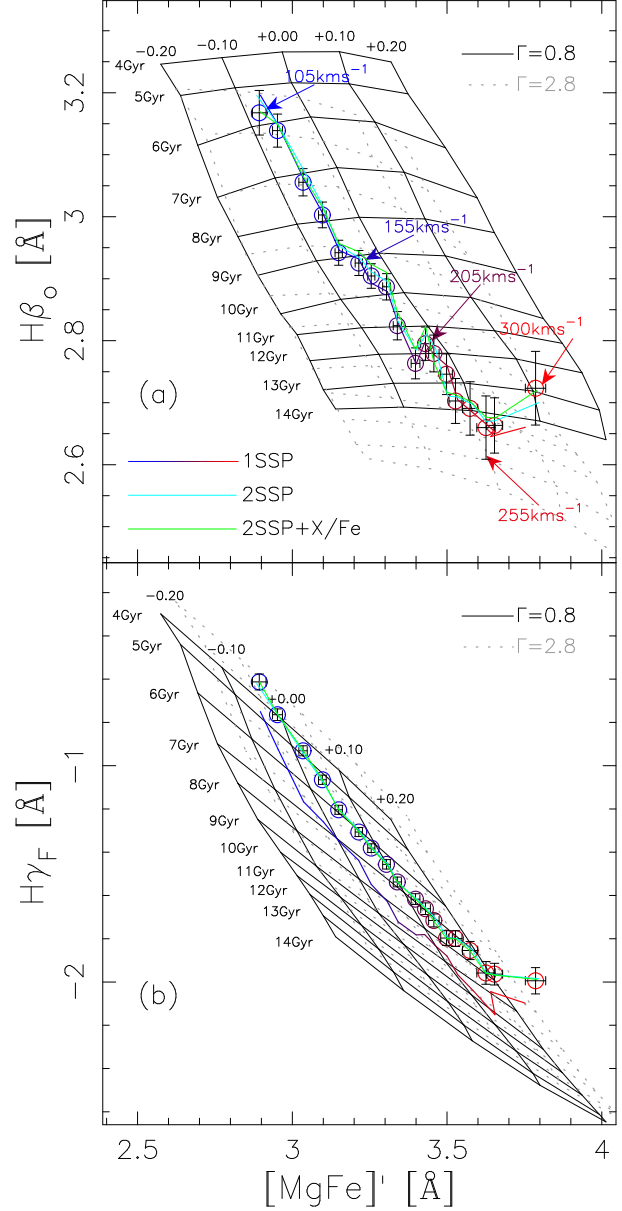 +0.00
+0.10
-0.10
+0.20
-0.20
Γ=0.8
Γ=2.8
4Gyr
105kms⁻¹
5Gyr
3.2
6Gyr
7Gyr
3
8Gyr
155kms⁻¹
9Gyr
205kms⁻¹
10Gyr
300kms⁻¹
11Gyr
2.8
12Gyr
13Gyr
(a)
14Gyr
1SSP
2.6
2SSP
255kms⁻¹
2SSP+X/Fe
Hβo [Å]
-0.20
4Gyr
Γ=0.8
5Gyr
-0.10
Γ=2.8
6Gyr
+0.00
7Gyr
+0.10
-1
8Gyr
+0.20
9Gyr
10Gyr
11Gyr
12Gyr
13Gyr
14Gyr
-2
(b)
HγF [Å]
2.5 3 3.5 4
[MgFe]' [Å]